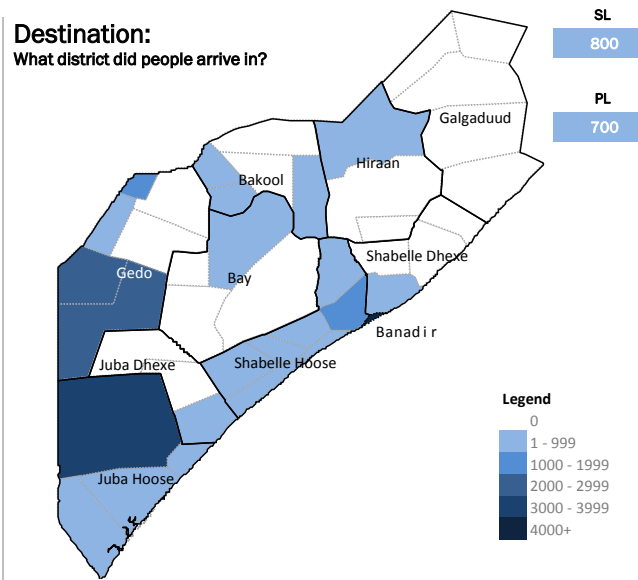 Destination:
What district did people arrive in?
SL
800
PL
700
Galgaduud
Hiraan
Bakool
Shabelle Dhexe
Gedo
Bay
Banadir
Juba Dhexe
Shabelle Hoose
Juba Hoose
Legend
0
1 - 999
1000 - 1999
2000 - 2999
3000 - 3999
4000+